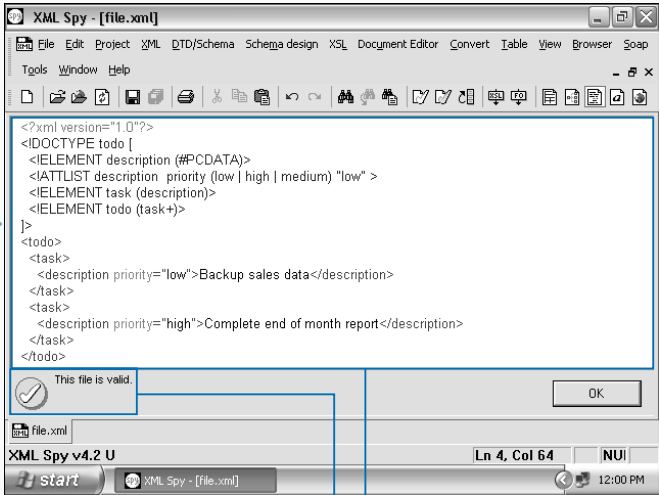 XML Spy - [file.xml]
File Edit Project XML DTD/Schema Schema design XSL Document Editor Convert Table View Browser Soap
Tools Window Help
<?xml version="1.0"?>
<!DOCTYPE todo [
<!ELEMENT description (#PCDATA)>
<!ATTLIST description priority (low | high | medium) "low" >
<!ELEMENT task (description)>
<!ELEMENT todo (task+)>
]>
<todo>
<task>
<description priority="low">Backup sales data</description>
</task>
<task>
<description priority="high">Complete end of month report</description>
</task>
</todo>
This file is valid.
OK
file.xml
XML Spy v4.2 U Ln 4, Col 64 NUI
start XML Spy - [file.xml] 12:00 PM